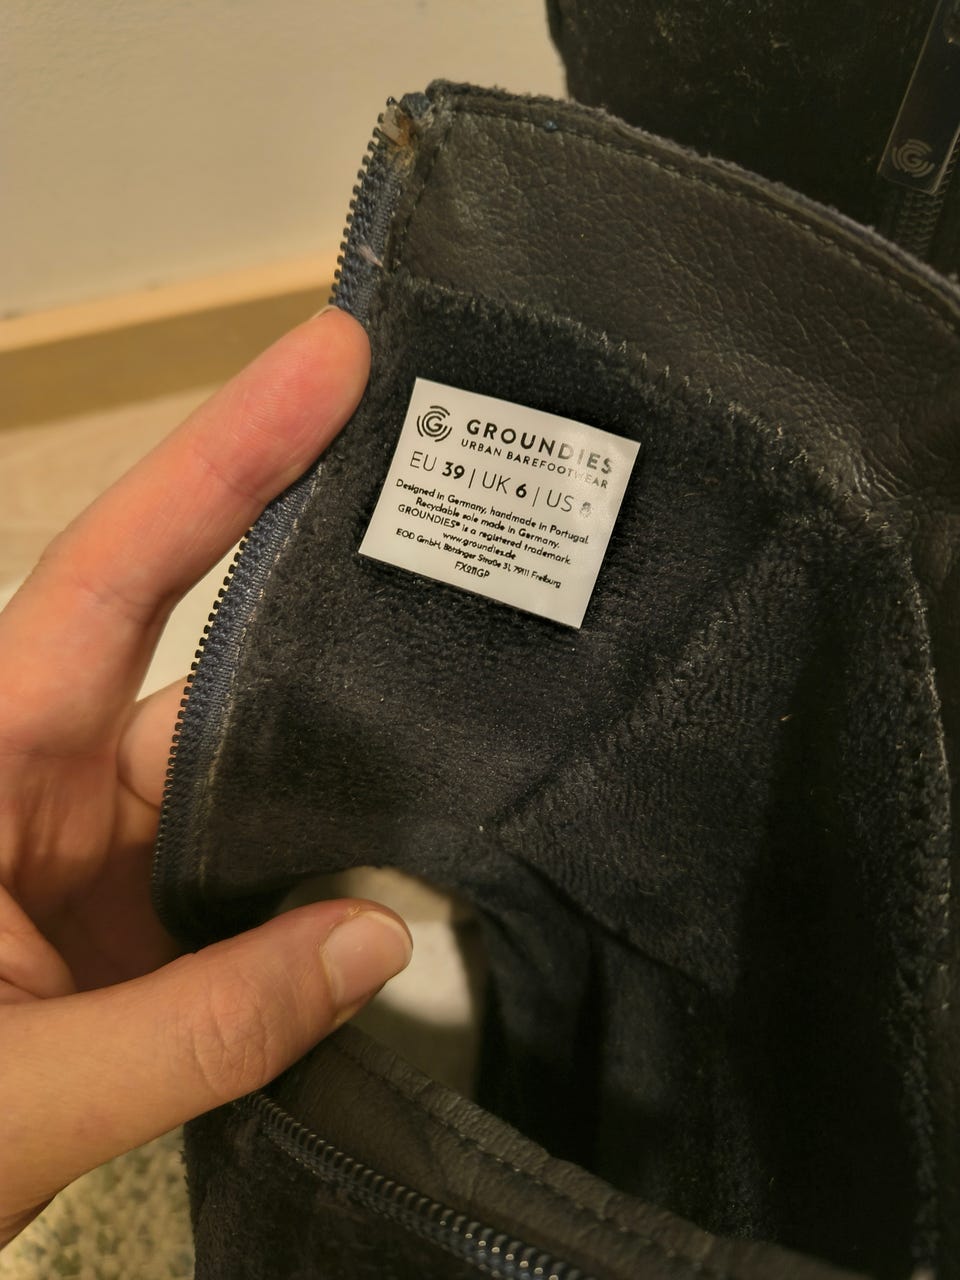 G GROUNDIES
URBAN BAREFOOTWEAR
EU 39 | UK 6 | US 8
Designed in Germany, handmade in Portugal.
Recyclable sole made in Germany.
GROUNDIES® is a registered trademark.
www.groundies.de
EOD GmbH, Bötzinger Straße 31, 79111 Freiburg
FX211GP
G